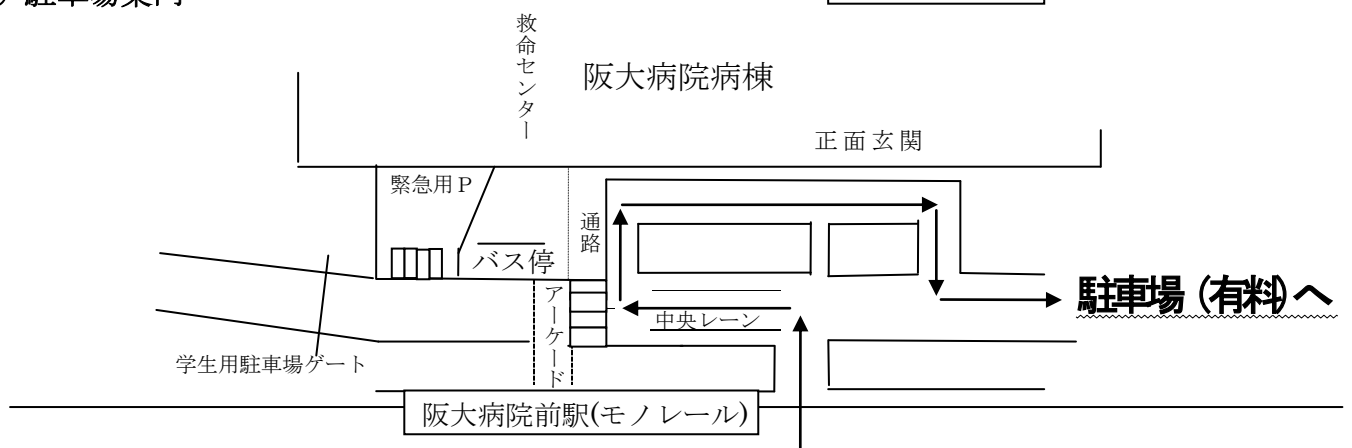 駐車場案内
救命センター
阪大病院病棟
正面玄関
緊急用P
通路
バス停
アーケード
中央レーン
駐車場(有料)へ
学生用駐車場ゲート
阪大病院前駅(モノレール)